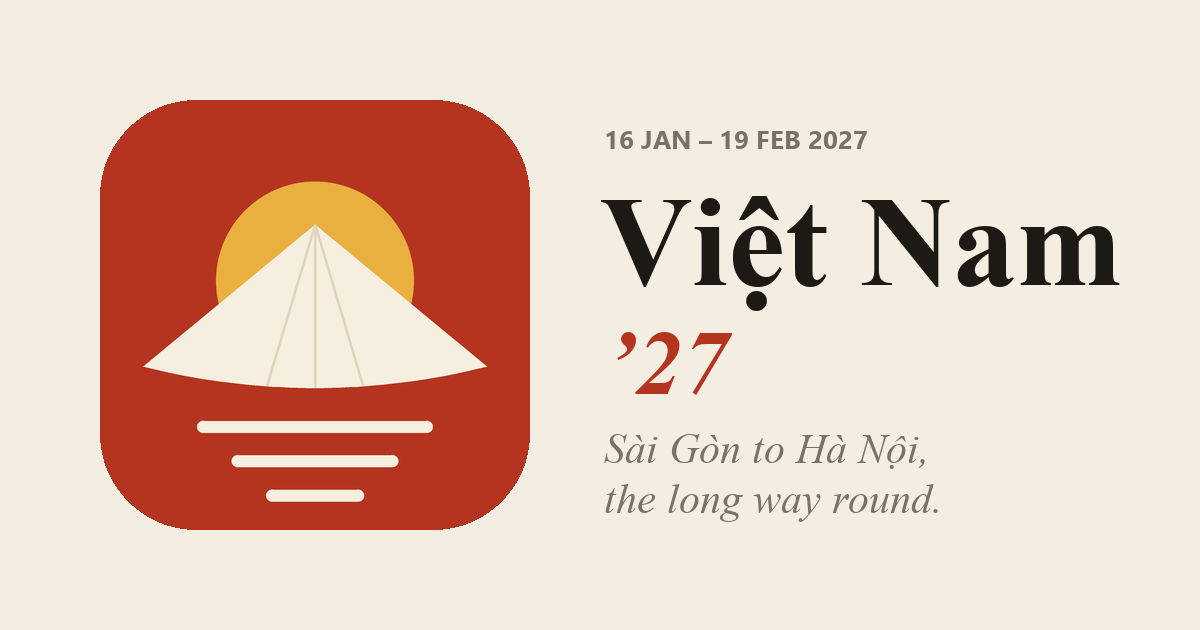 16 JAN – 19 FEB 2027
Việt Nam
’27
Sài Gòn to Hà Nội,
the long way round.